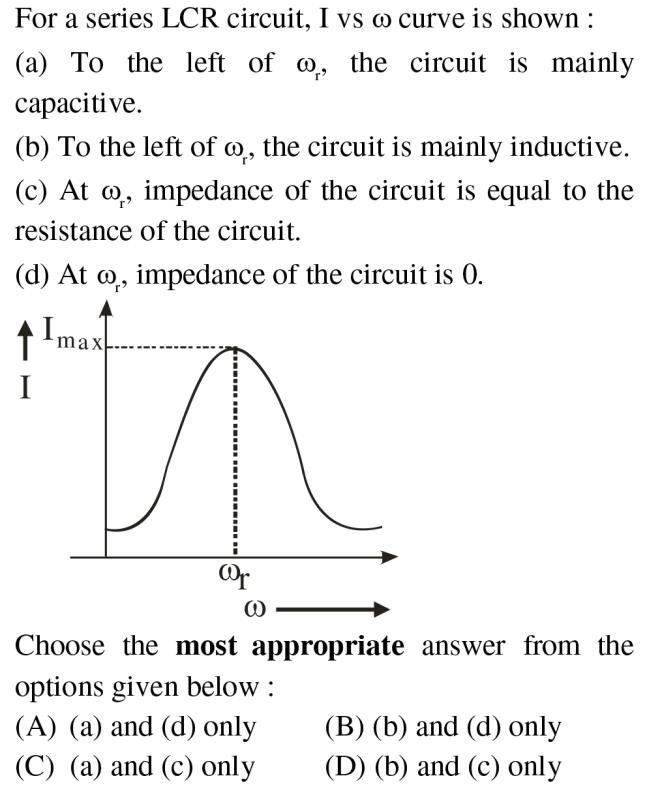 For a series LCR circuit, I vs ω curve is shown :
(a) To the left of ωr, the circuit is mainly
capacitive.
(b) To the left of ωr, the circuit is mainly inductive.
(c) At ωr, impedance of the circuit is equal to the
resistance of the circuit.
(d) At ωr, impedance of the circuit is 0.
Imax
I
ωr
ω
Choose the most appropriate answer from the
options given below :
(A) (a) and (d) only (B) (b) and (d) only
(C) (a) and (c) only (D) (b) and (c) only